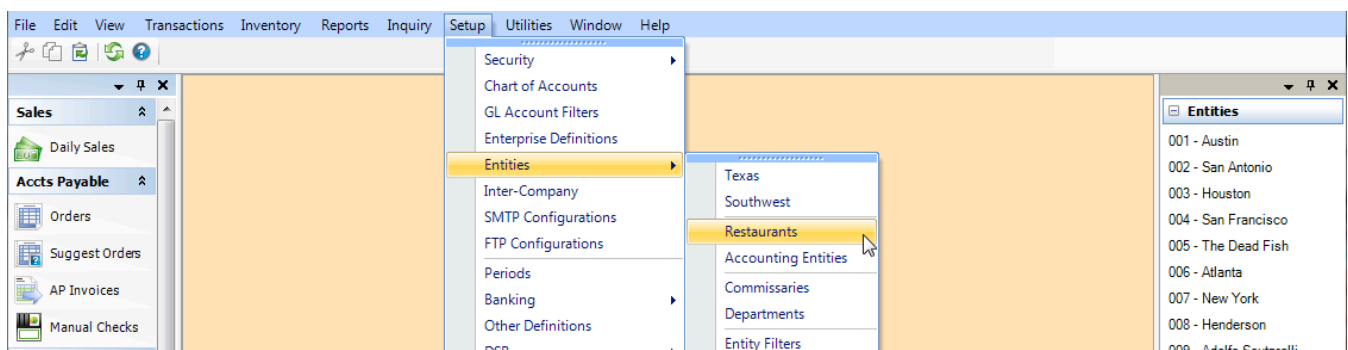 File Edit View Transactions Inventory Reports Inquiry Setup Utilities Window Help
Sales
Daily Sales
Accts Payable
Orders
Suggest Orders
AP Invoices
Manual Checks
Security
Chart of Accounts
GL Account Filters
Enterprise Definitions
Entities
Inter-Company
SMTP Configurations
FTP Configurations
Periods
Banking
Other Definitions
Texas
Southwest
Restaurants
Accounting Entities
Commissaries
Departments
Entity Filters
Entities
001 - Austin
002 - San Antonio
003 - Houston
004 - San Francisco
005 - The Dead Fish
006 - Atlanta
007 - New York
008 - Henderson